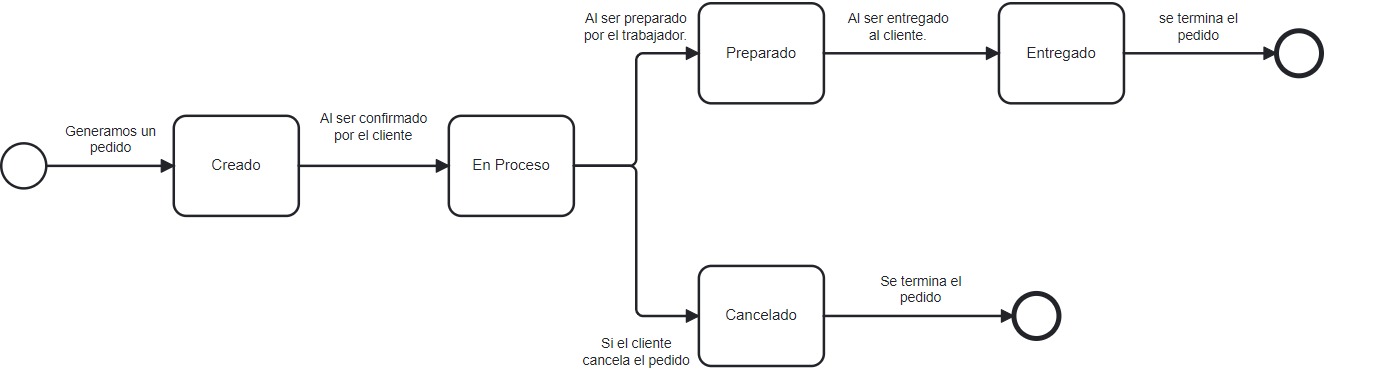 Generamos un
pedido
Creado
Al ser confirmado
por el cliente
En Proceso
Al ser preparado
por el trabajador.
Preparado
Al ser entregado
al cliente.
Entregado
se termina el
pedido
Si el cliente
cancela el pedido
Cancelado
Se termina el
pedido